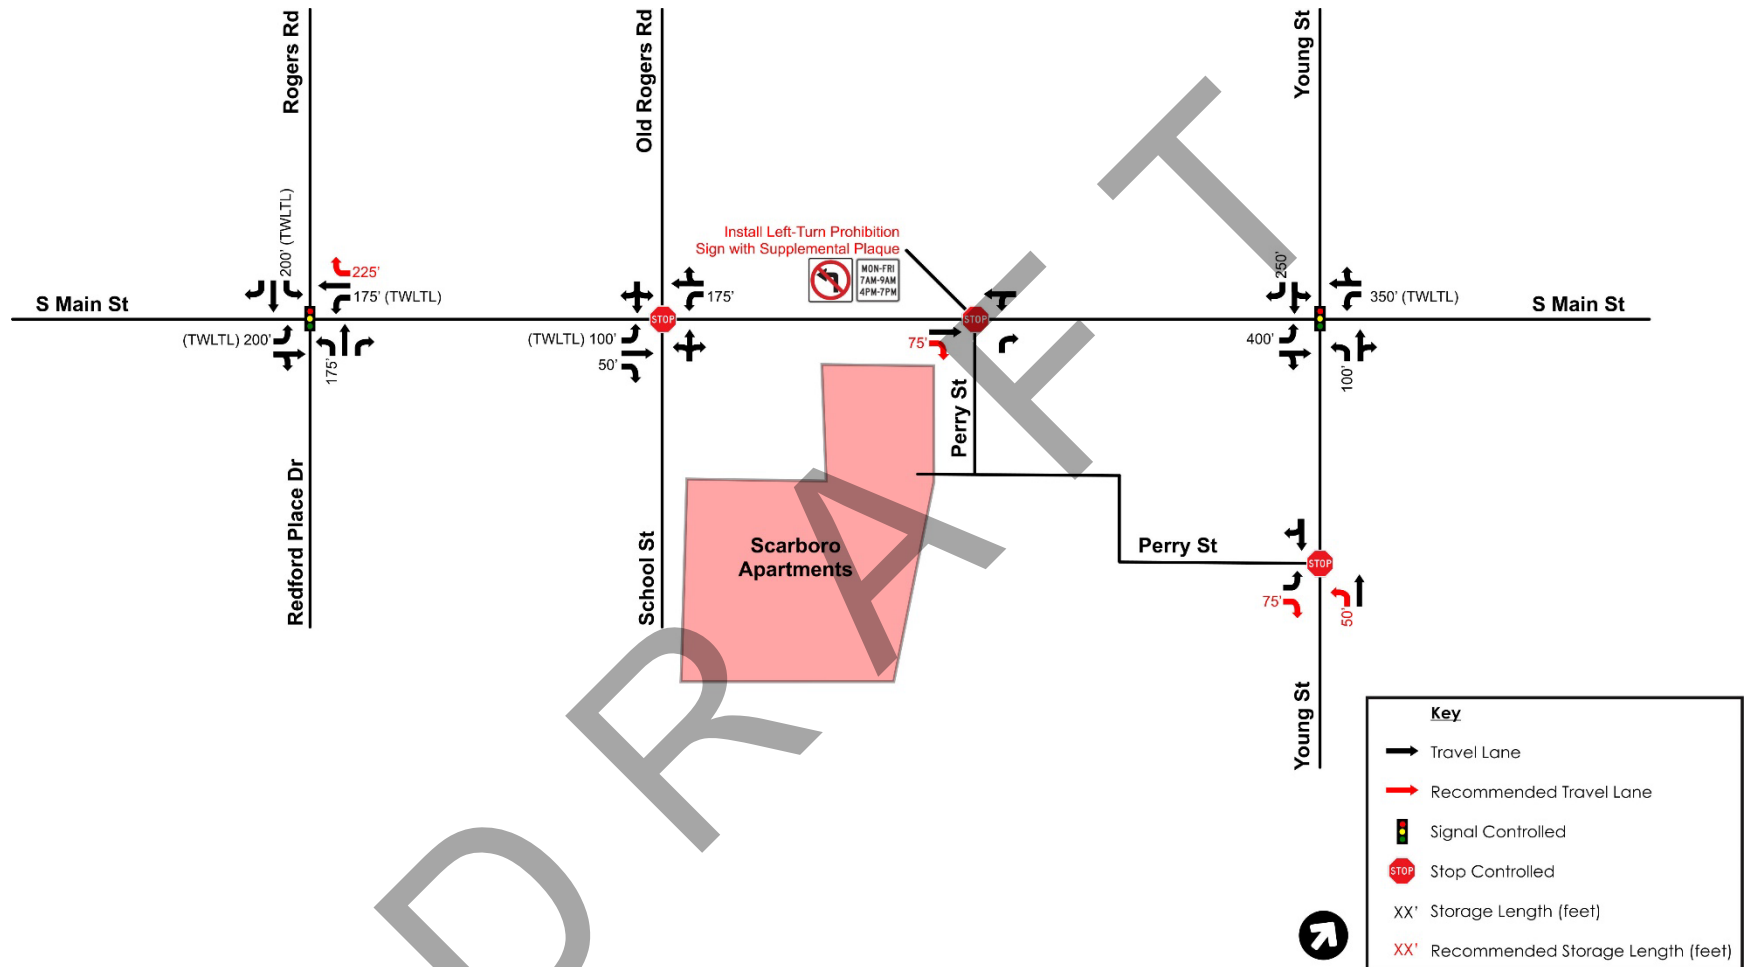 Rogers Rd
Old Rogers Rd
Young St
200' (TWLTL)
225'
175' (TWLTL)
S Main St
(TWLTL) 200'
175'
Redford Place Dr
Install Left-Turn Prohibition
Sign with Supplemental Plaque
MON-FRI
7AM-9AM
4PM-7PM
175'
STOP
(TWLTL) 100'
50'
School St
STOP
75'
Perry St
250'
350' (TWLTL)
S Main St
400'
100'
Scarboro
Apartments
Perry St
STOP
75'
50'
Young St
DRAFT
Key
Travel Lane
Recommended Travel Lane
Signal Controlled
STOP
Stop Controlled
XX' Storage Length (feet)
XX' Recommended Storage Length (feet)